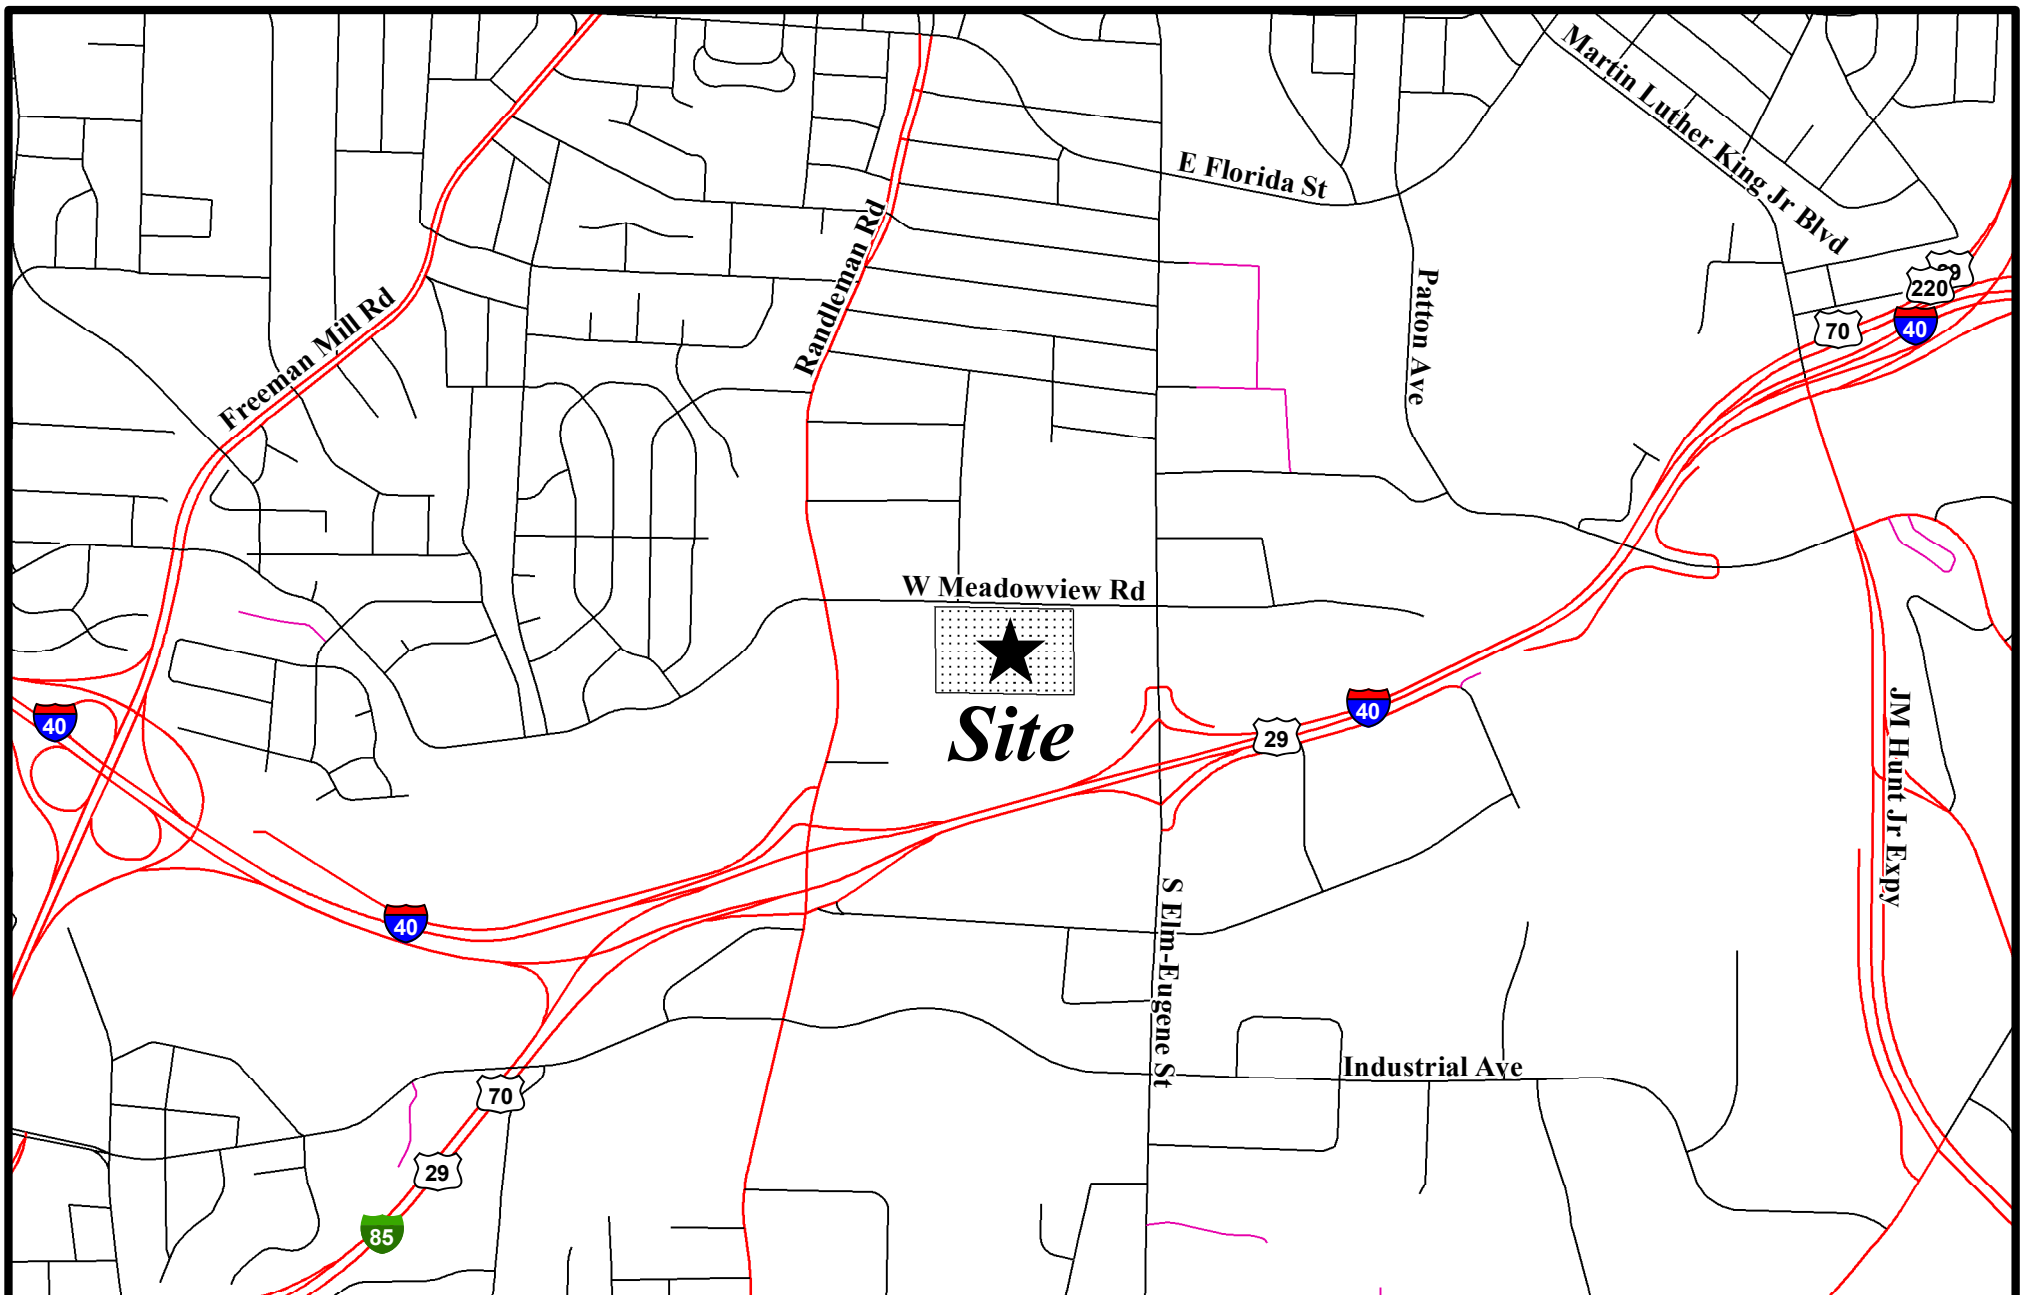 Martin Luther King Jr Blvd
E Florida St
Randleman Rd
Patton Ave
Freeman Mill Rd
220
70
40
W Meadowview Rd
Site
40
29
40
JM Hunt Jr Expy
40
S Elm-Eugene St
Industrial Ave
70
29
85